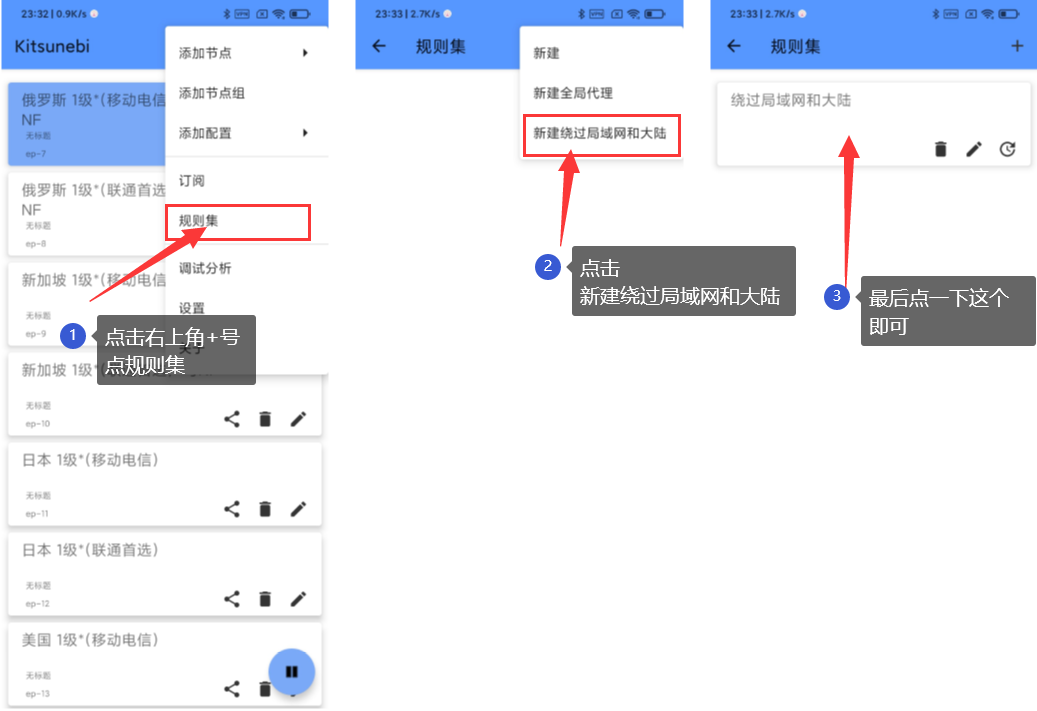 23:32 | 0.9K/s
Kitsunebi
添加节点
添加节点组
添加配置
订阅
规则集
调试分析
设置
关于
俄罗斯 1级*(移动电信
NF
无标题
ep-7
俄罗斯 1级*(联通首选
NF
无标题
ep-8
新加坡 1级*(移动电信
无标题
ep-9
新加坡 1级*(
无标题
ep-10
日本 1级*(移动电信)
无标题
ep-11
日本 1级*(联通首选)
无标题
ep-12
美国 1级*(移动电信)
无标题
ep-13
1
点击右上角+号
点规则集
23:33 | 2.7K/s
规则集
新建
新建全局代理
新建绕过局域网和大陆
2
点击
新建绕过局域网和大陆
23:33 | 2.7K/s
规则集
绕过局域网和大陆
3
最后点一下这个
即可